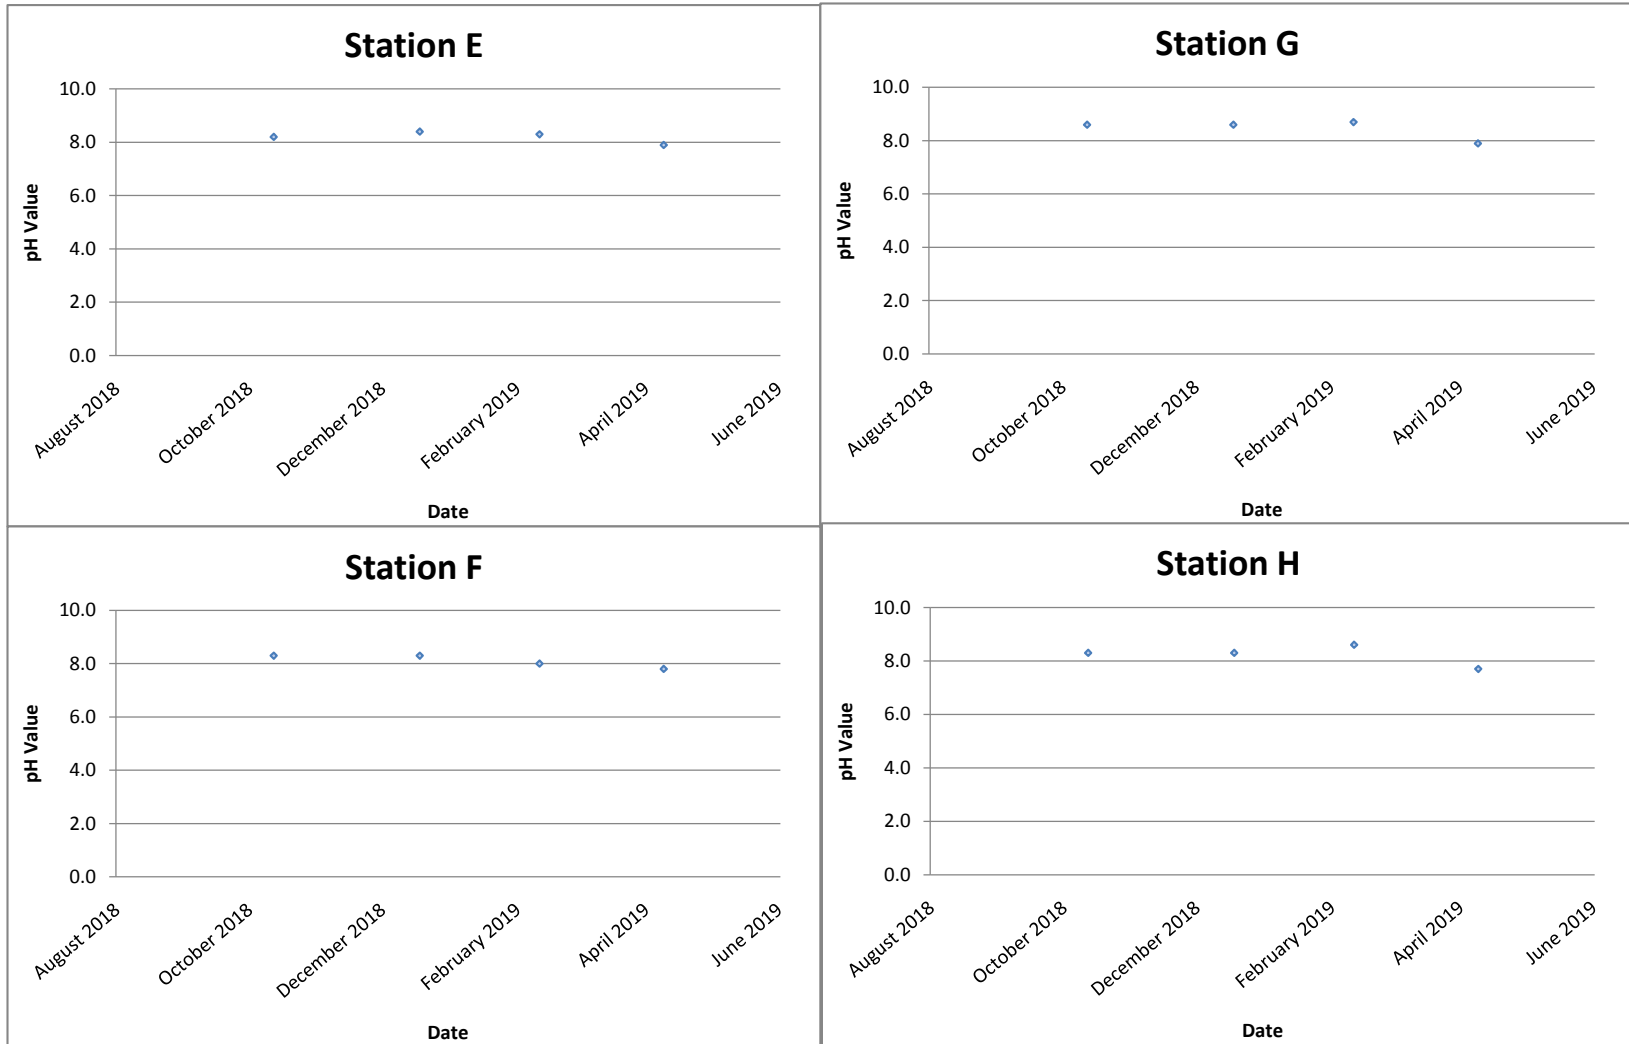 Station E
10.0
8.0
6.0
4.0
2.0
0.0
pH Value
August 2018
October 2018
December 2018
February 2019
April 2019
June 2019
Date
Station G
10.0
8.0
6.0
4.0
2.0
0.0
pH Value
August 2018
October 2018
December 2018
February 2019
April 2019
June 2019
Date
Station F
10.0
8.0
6.0
4.0
2.0
0.0
pH Value
August 2018
October 2018
December 2018
February 2019
April 2019
June 2019
Date
Station H
10.0
8.0
6.0
4.0
2.0
0.0
pH Value
August 2018
October 2018
December 2018
February 2019
April 2019
June 2019
Date